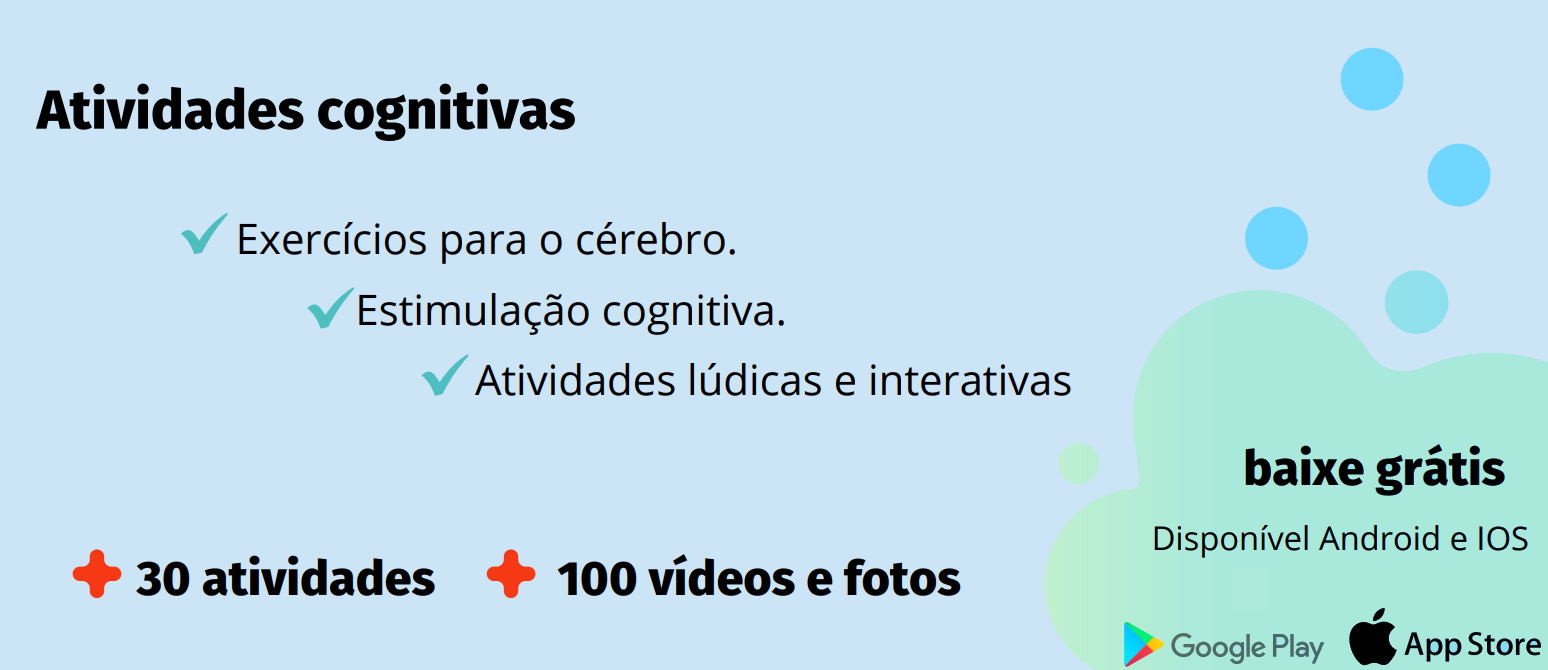 Atividades cognitivas
Exercícios para o cérebro.
Estimulação cognitiva.
Atividades lúdicas e interativas
30 atividades
100 vídeos e fotos
baixe grátis
Disponível Android e IOS
Google Play
App Store